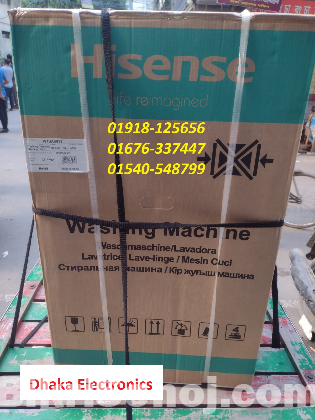 Hisense
life reimagined
01918-125656
01676-337447
01540-548799
Washing Machine
Waschmaschine/Lavadora
Lavatrice/Lave-linge / Mesin Cuci
Стиральная машина / Кір жуғыш машина
Dhaka Electronics